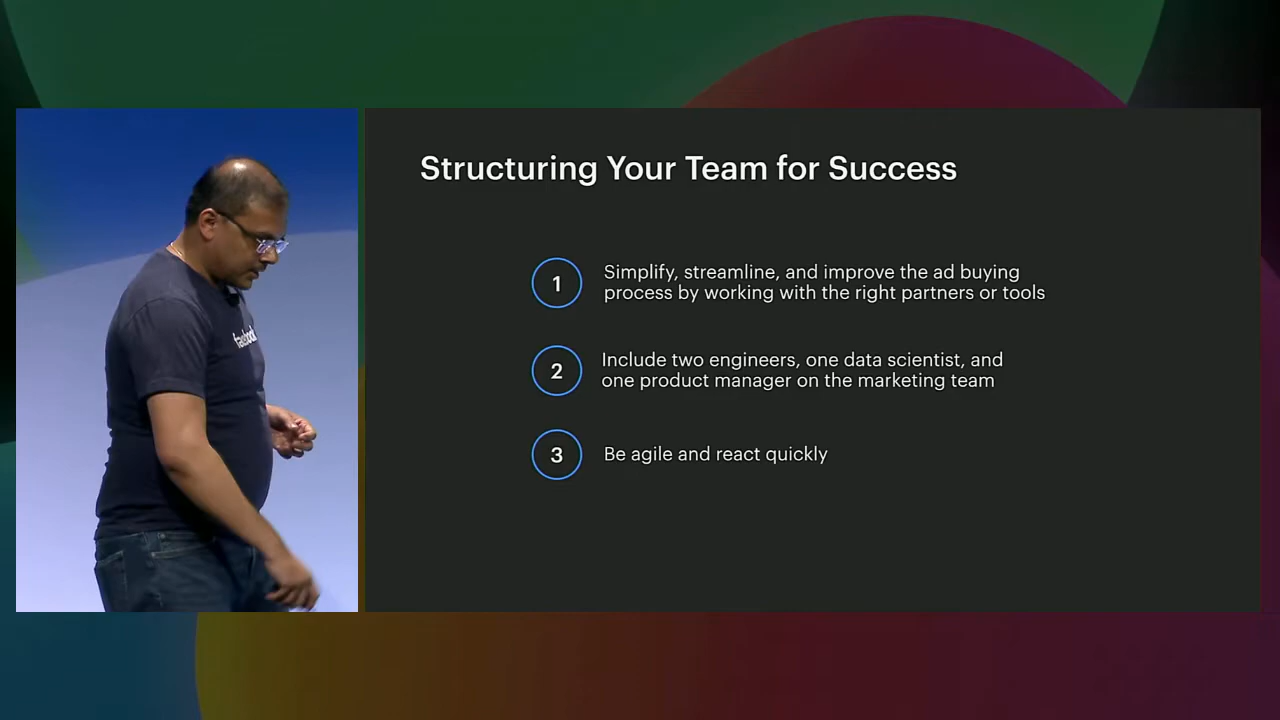 Structuring Your Team for Success
1
Simplify, streamline, and improve the ad buying
process by working with the right partners or tools
2
Include two engineers, one data scientist, and
one product manager on the marketing team
3
Be agile and react quickly
facebook